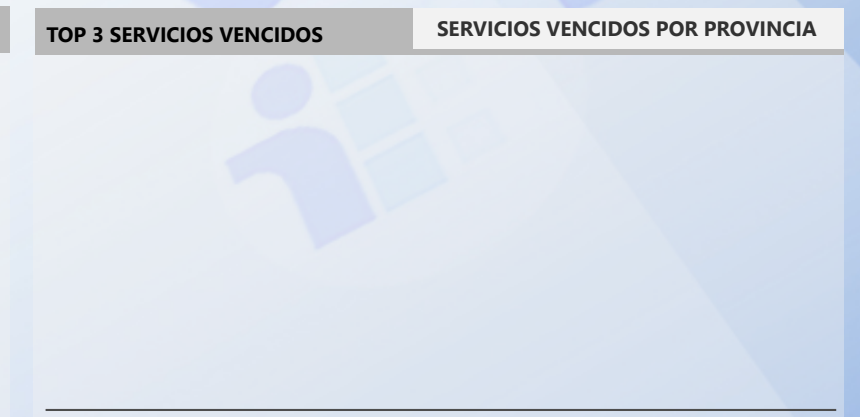 TOP 3 SERVICIOS VENCIDOS
SERVICIOS VENCIDOS POR PROVINCIA